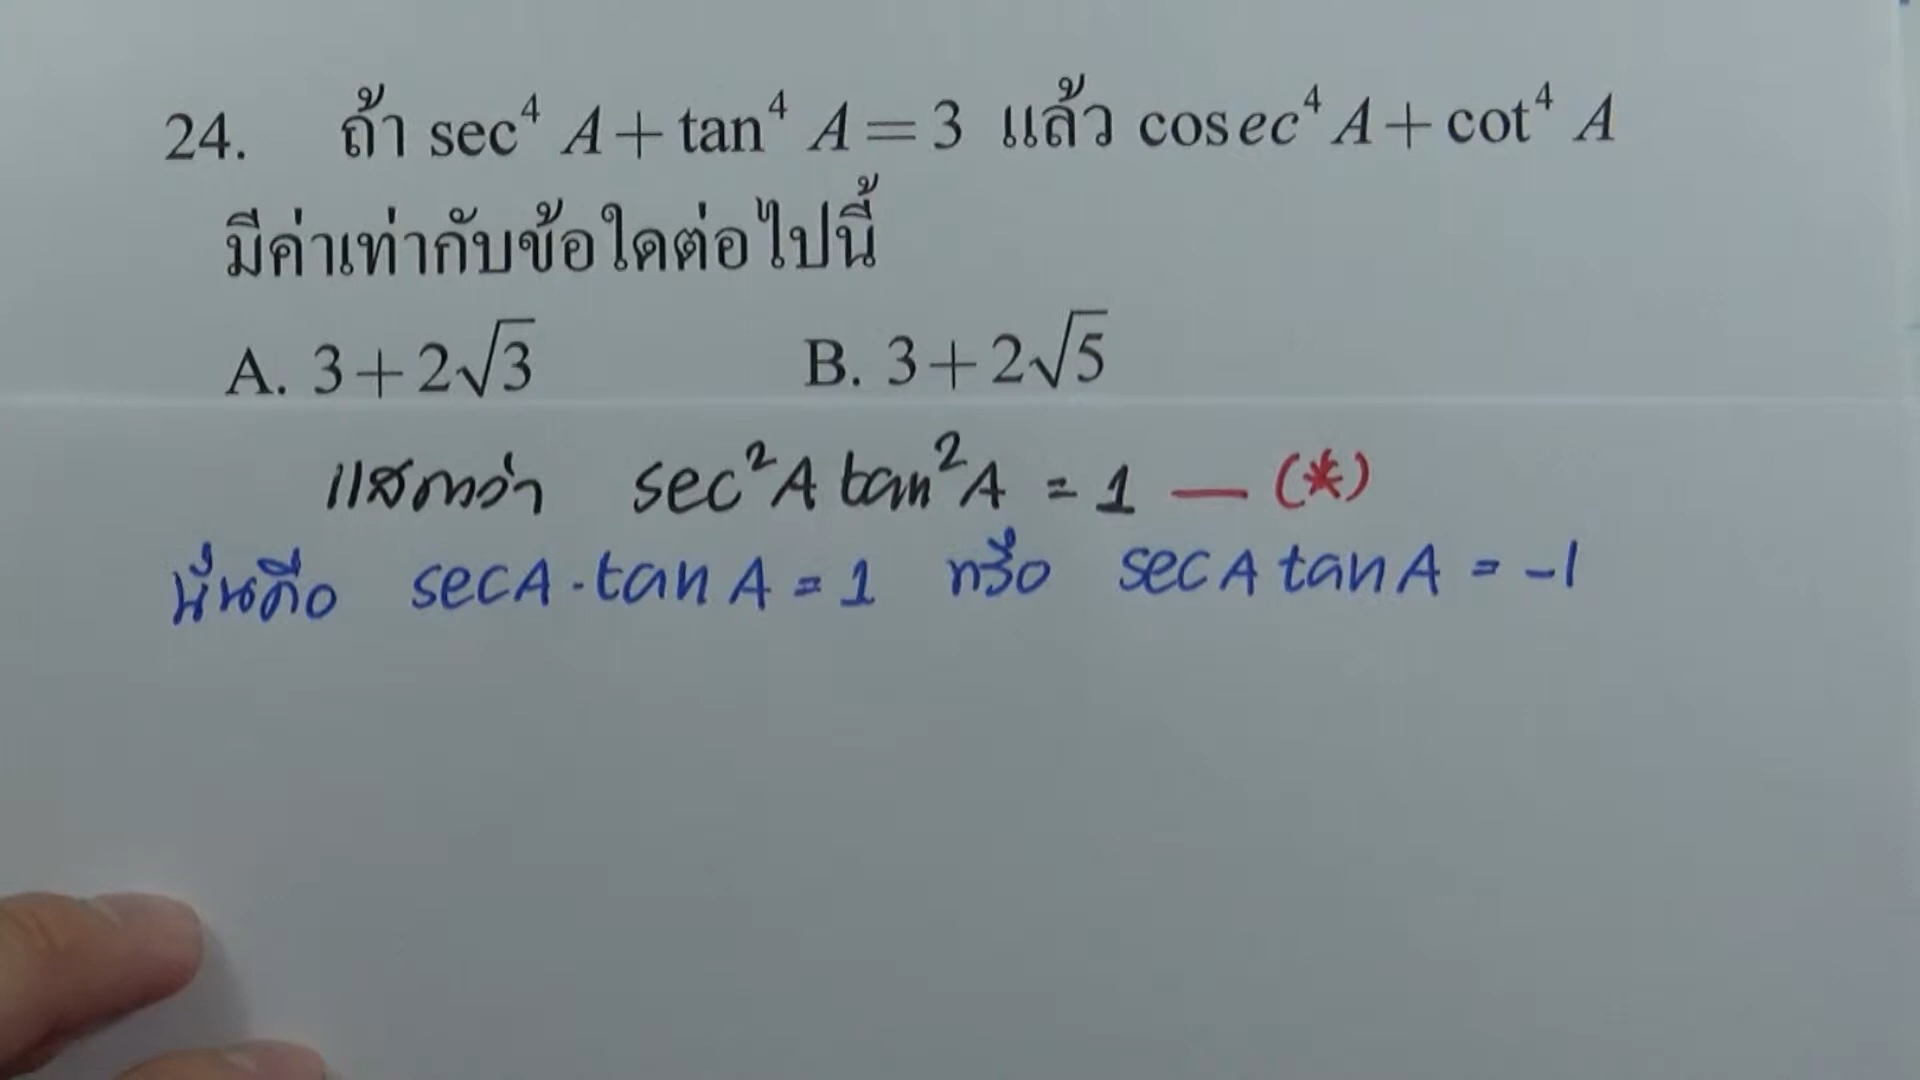 24. ถ้า sec⁴ A + tan⁴ A = 3 แล้ว cosec⁴ A + cot⁴ A
มีค่าเท่ากับข้อใดต่อไปนี้
A. 3 + 2√3 B. 3 + 2√5
แสดงว่า sec²A tan²A = 1 — (*)
นั่นคือ secA · tanA = 1 หรือ secA tanA = -1